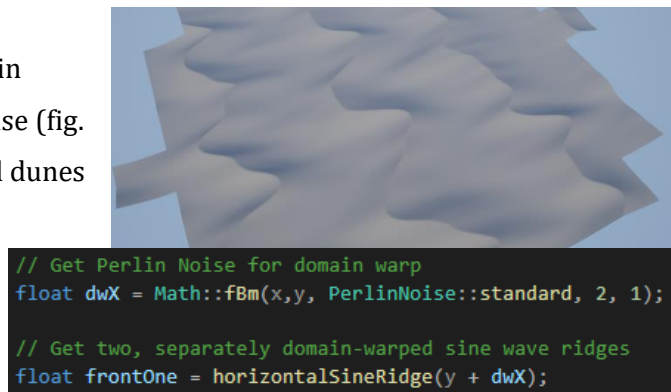 in
se (fig.
dunes
// Get Perlin Noise for domain warp
float dwX = Math::fBm(x,y, PerlinNoise::standard, 2, 1);
// Get two, separately domain-warped sine wave ridges
float frontOne = horizontalSineRidge(y + dwX);